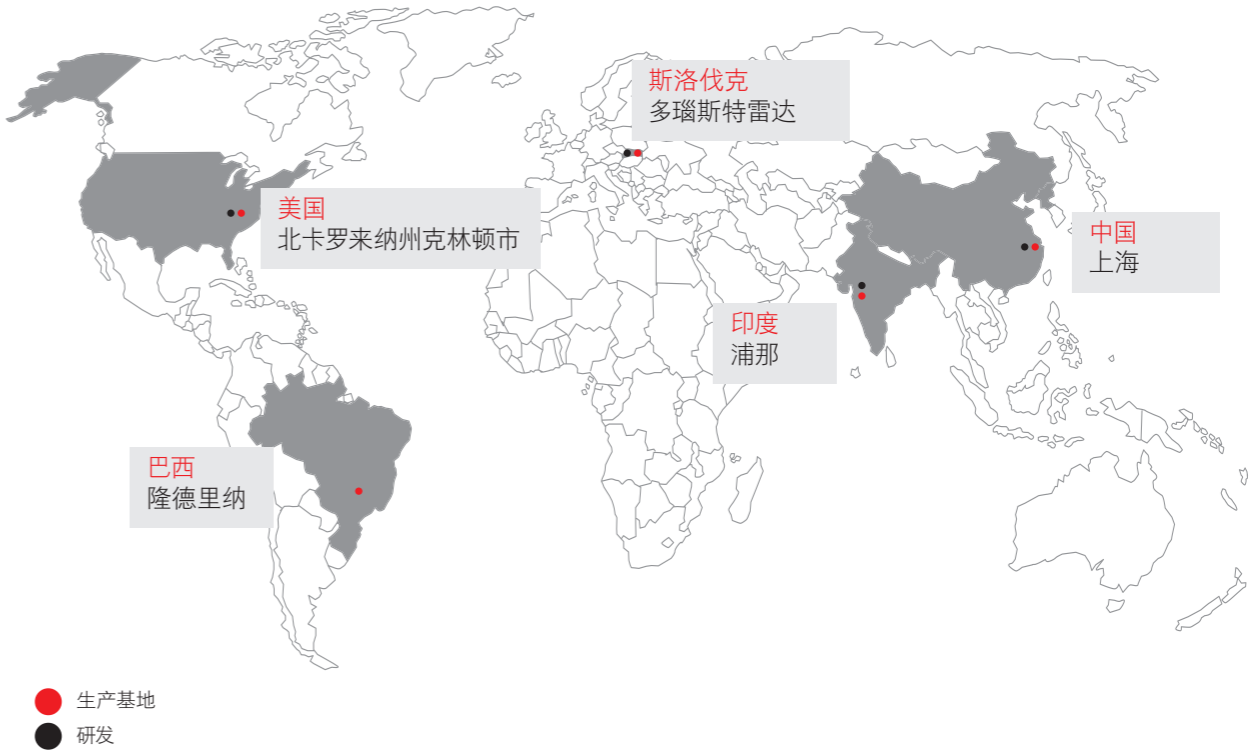 斯洛伐克
多瑙斯特雷达
美国
北卡罗来纳州克林顿市
中国
上海
印度
浦那
巴西
隆德里纳
生产基地
研发